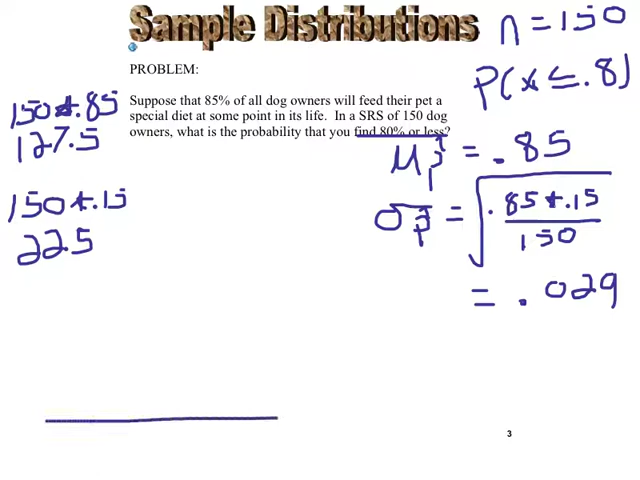 Sample Distributions
n = 150
PROBLEM:
P(x ≤ .8)
Suppose that 85% of all dog owners will feed their pet a
special diet at some point in its life. In a SRS of 150 dog
owners, what is the probability that you find 80% or less?
150*.85
127.5
150*.15
22.5
μp̂ = .85
σp̂ = √.85*.15/150
= .029
3